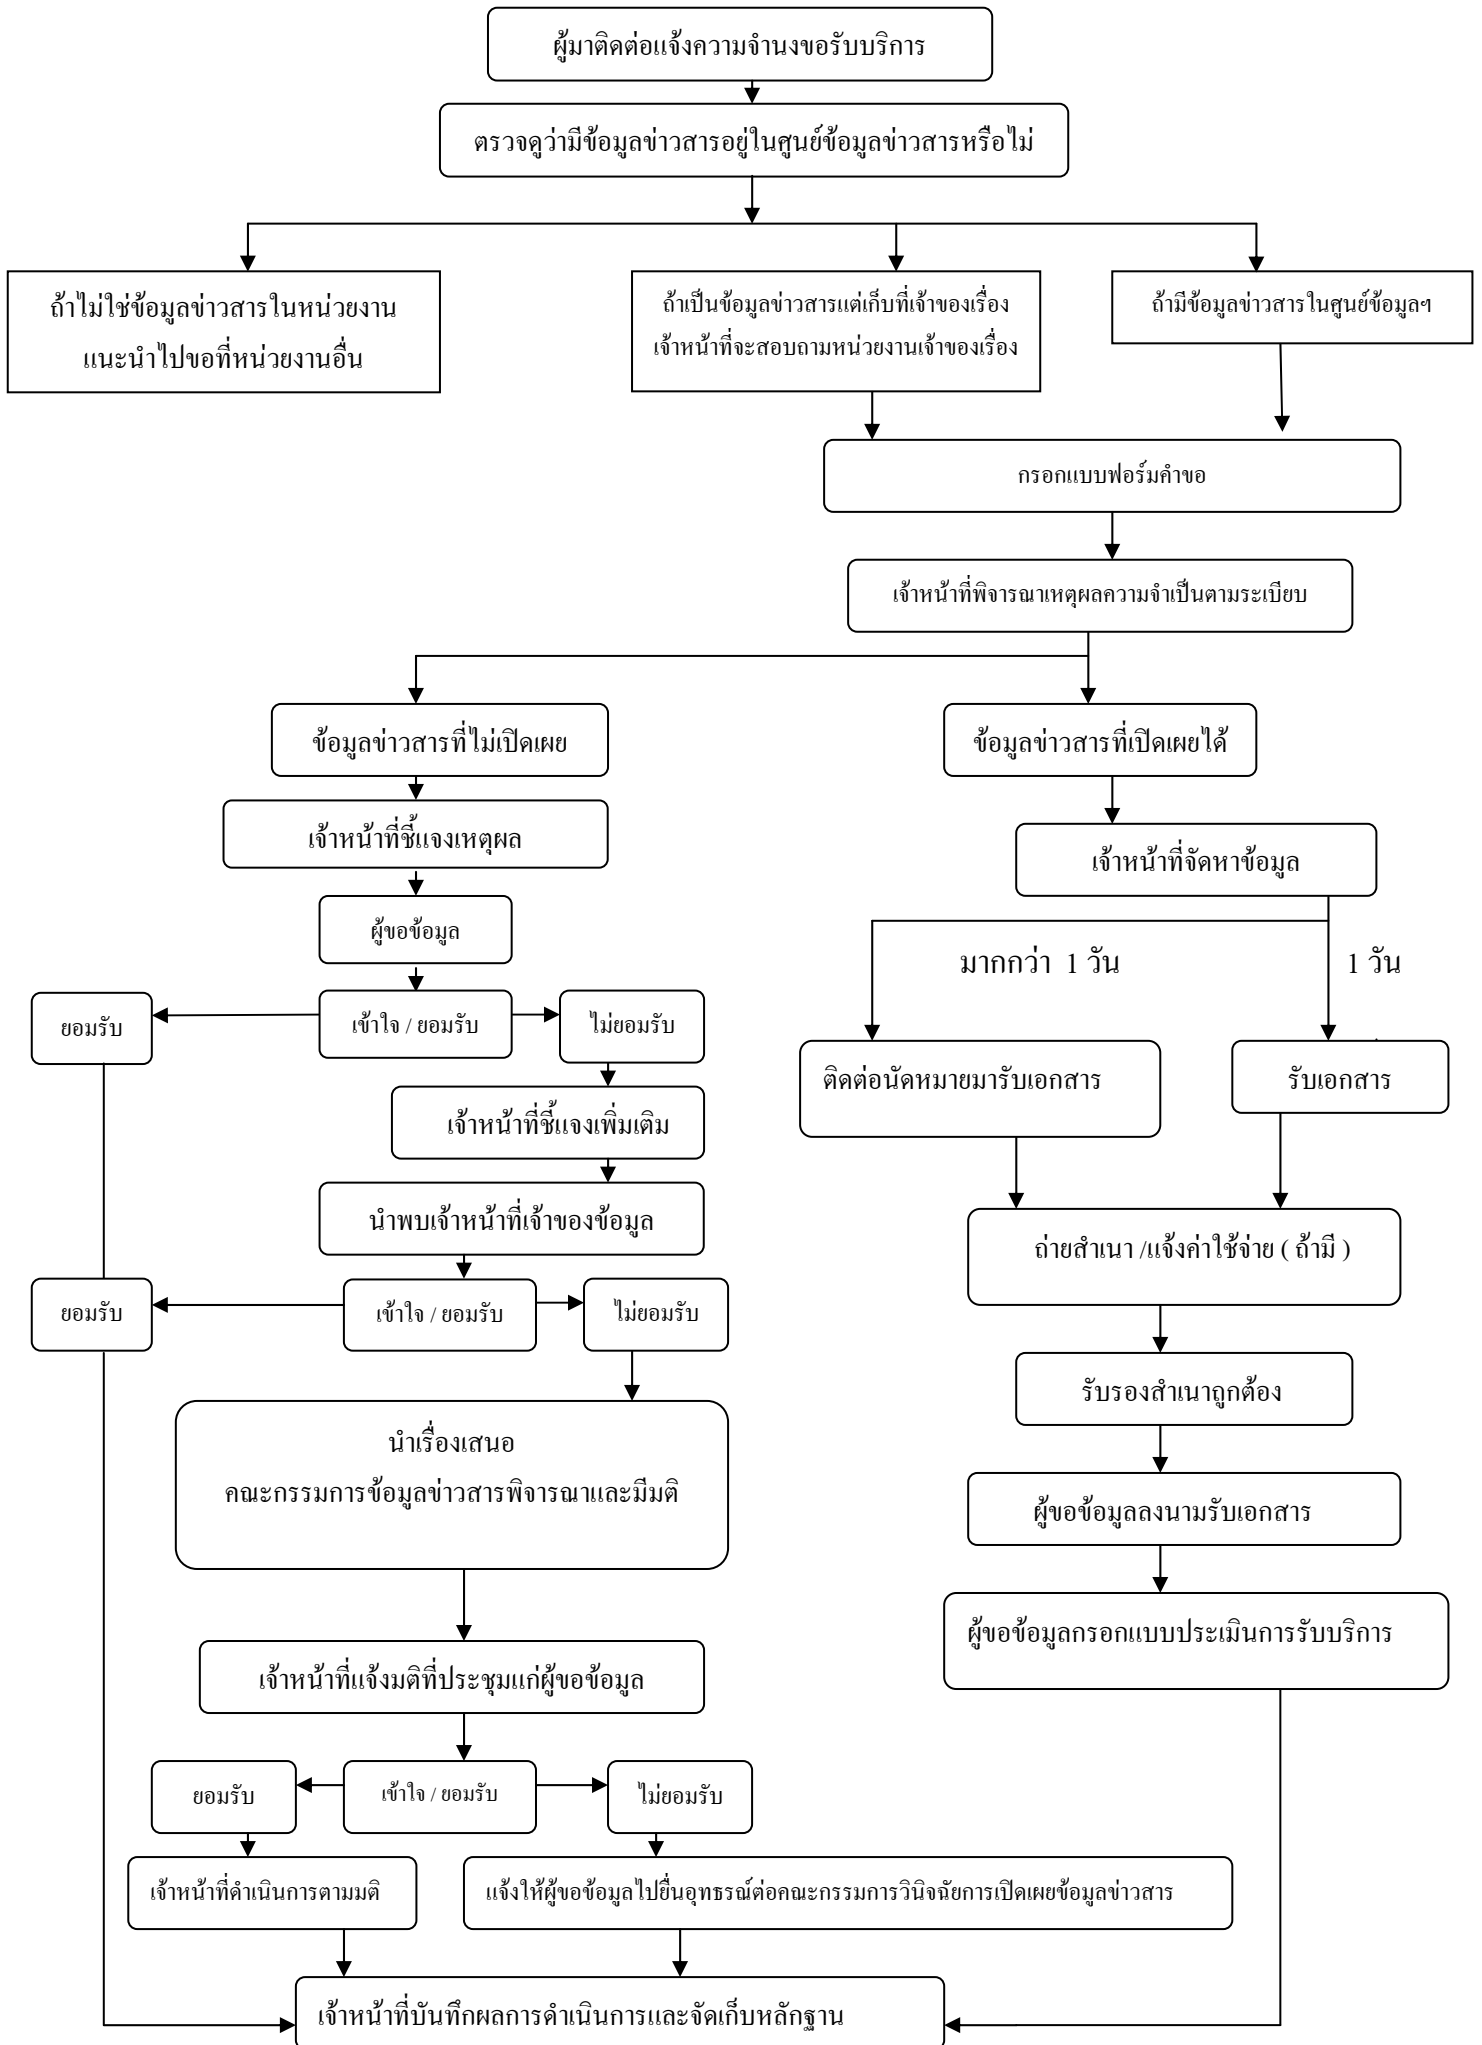 ผู้มาติดต่อแจ้งความจำนงขอรับบริการ
ตรวจดูว่ามีข้อมูลข่าวสารอยู่ในศูนย์ข้อมูลข่าวสารหรือไม่
ถ้าไม่ใช่ข้อมูลข่าวสารในหน่วยงาน
แนะนำไปขอที่หน่วยงานอื่น
ถ้าเป็นข้อมูลข่าวสารแต่เก็บที่เจ้าของเรื่อง
เจ้าหน้าที่จะสอบถามหน่วยงานเจ้าของเรื่อง
ถ้ามีข้อมูลข่าวสารในศูนย์ข้อมูลฯ
กรอกแบบฟอร์มคำขอ
เจ้าหน้าที่พิจารณาเหตุผลความจำเป็นตามระเบียบ
ข้อมูลข่าวสารที่ไม่เปิดเผย
ข้อมูลข่าวสารที่เปิดเผยได้
เจ้าหน้าที่ชี้แจงเหตุผล
เจ้าหน้าที่จัดหาข้อมูล
ผู้ขอข้อมูล
มากกว่า 1 วัน
1 วัน
ยอมรับ
เข้าใจ / ยอมรับ
ไม่ยอมรับ
ติดต่อนัดหมายมารับเอกสาร
รับเอกสาร
เจ้าหน้าที่ชี้แจงเพิ่มเติม
นำพบเจ้าหน้าที่เจ้าของข้อมูล
ถ่ายสำเนา /แจ้งค่าใช้จ่าย ( ถ้ามี )
ยอมรับ
เข้าใจ / ยอมรับ
ไม่ยอมรับ
รับรองสำเนาถูกต้อง
นำเรื่องเสนอ
คณะกรรมการข้อมูลข่าวสารพิจารณาและมีมติ
ผู้ขอข้อมูลลงนามรับเอกสาร
ผู้ขอข้อมูลกรอกแบบประเมินการรับบริการ
เจ้าหน้าที่แจ้งมติที่ประชุมแก่ผู้ขอข้อมูล
ยอมรับ
เข้าใจ / ยอมรับ
ไม่ยอมรับ
เจ้าหน้าที่ดำเนินการตามมติ
แจ้งให้ผู้ขอข้อมูลไปยื่นอุทธรณ์ต่อคณะกรรมการวินิจฉัยการเปิดเผยข้อมูลข่าวสาร
เจ้าหน้าที่บันทึกผลการดำเนินการและจัดเก็บหลักฐาน